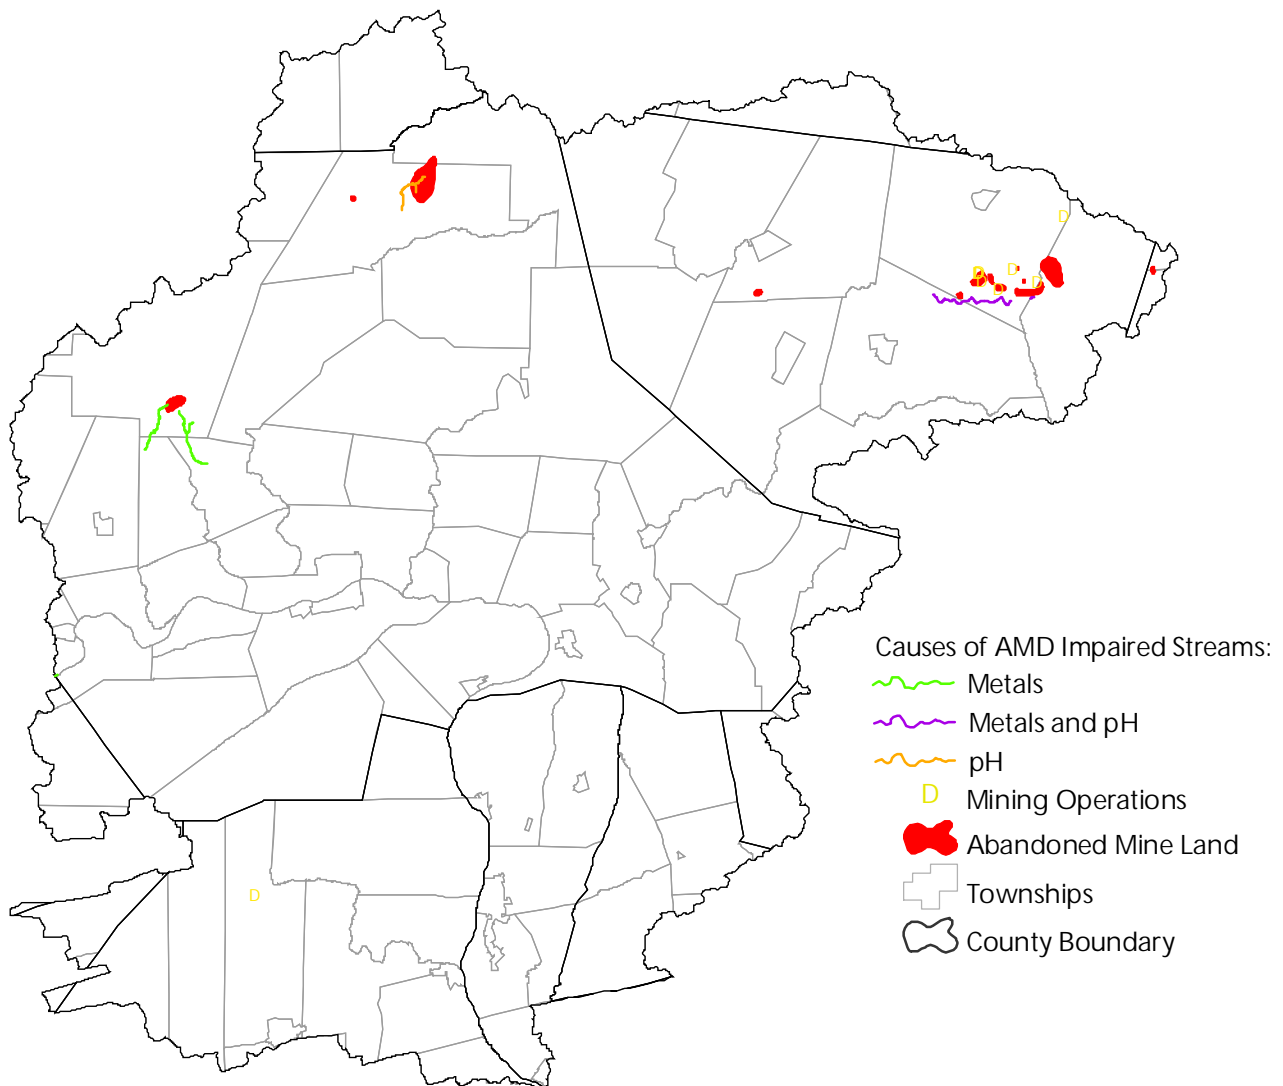 D
D
D
D
D
D
D
Causes of AMD Impaired Streams:
Metals
Metals and pH
pH
D Mining Operations
Abandoned Mine Land
Townships
County Boundary
D